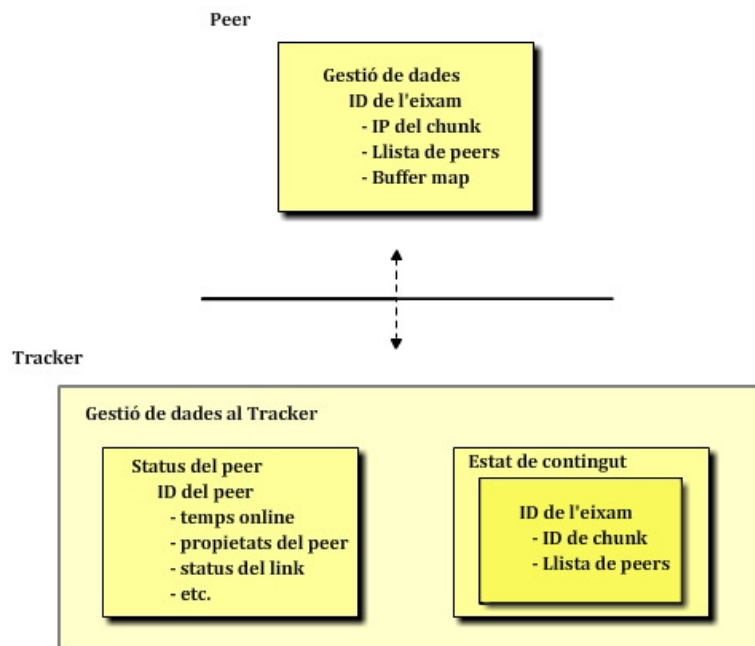 Peer
Gestió de dades
ID de l'eixam
- IP del chunk
- Llista de peers
- Buffer map
Tracker
Gestió de dades al Tracker
Status del peer
ID del peer
- temps online
- propietats del peer
- status del link
- etc.
Estat de contingut
ID de l'eixam
- ID de chunk
- Llista de peers